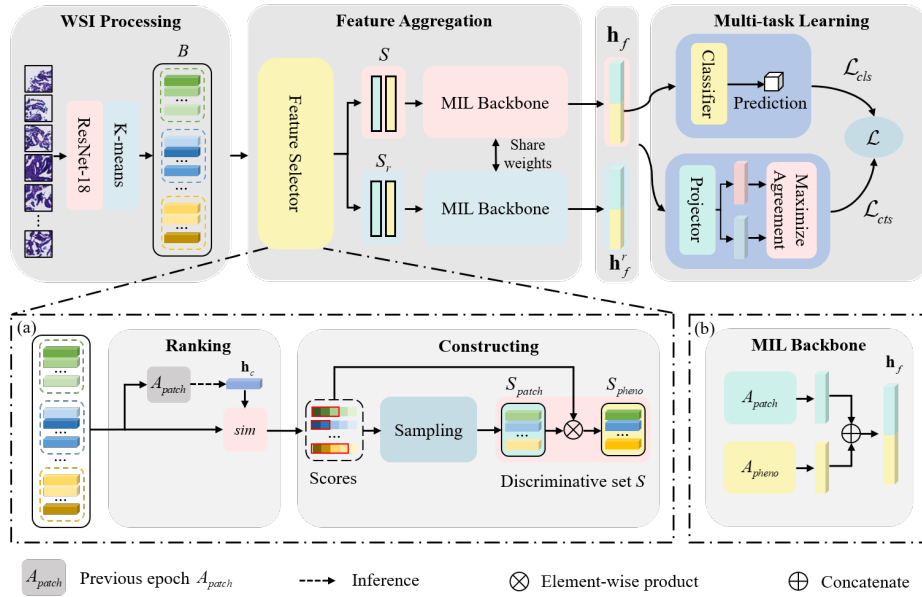 WSI Processing
Feature Aggregation
Multi-task Learning
B
ResNet-18
K-means
...
...
...
...
Feature Selector
S
MIL Backbone
Share
weights
S_r
MIL Backbone
h_f
h_f^r
Classifier
Prediction
L_cls
L
Projector
Maximize
Agreement
L_cts
(a)
...
...
...
Ranking
A_patch
h_c
sim
Constructing
...
Scores
Sampling
S_patch
...
S_pheno
...
Discriminative set S
(b)
MIL Backbone
h_f
A_patch
A_pheno
A_patch Previous epoch A_patch
Inference
Element-wise product
Concatenate